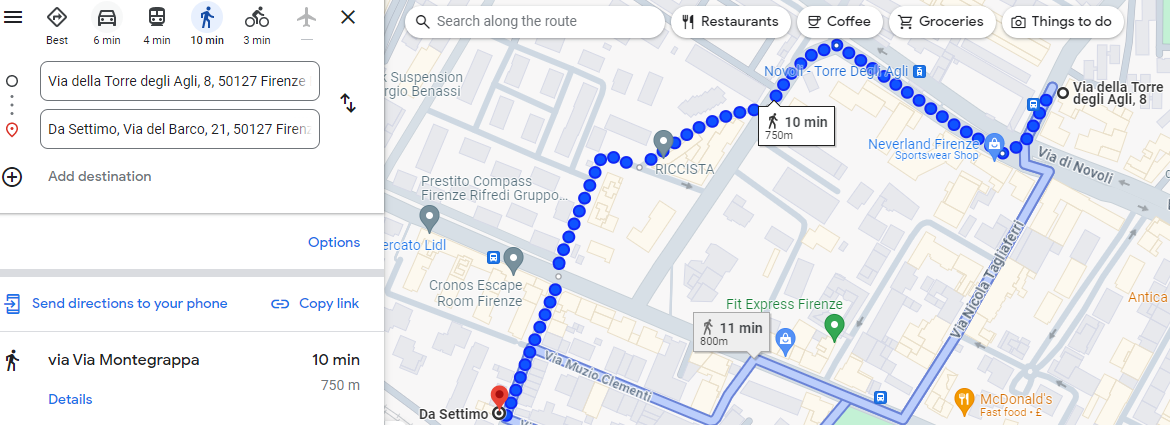 Best
6 min
4 min
10 min
3 min
—
Via della Torre degli Agli, 8, 50127 Firenze
Da Settimo, Via del Barco, 21, 50127 Firenz
Add destination
Options
Send directions to your phone
Copy link
via Via Montegrappa
10 min
750 m
Details
Search along the route
Restaurants
Coffee
Groceries
Things to do
k Suspension
rgio Benassi
Novoli - Torre Degli Agli
Via della Torre
degli Agli, 8
10 min
750m
Neverland Firenze
Sportswear Shop
Via di Novoli
RICCISTA
Prestito Compass
Firenze Rifredi Gruppo...
ercato Lidl
Cronos Escape
Room Firenze
Via Nicola Tagliaferri
Antica
Fit Express Firenze
11 min
800m
Via Muzio Clementi
McDonald's
Fast food • £
Da Settimo